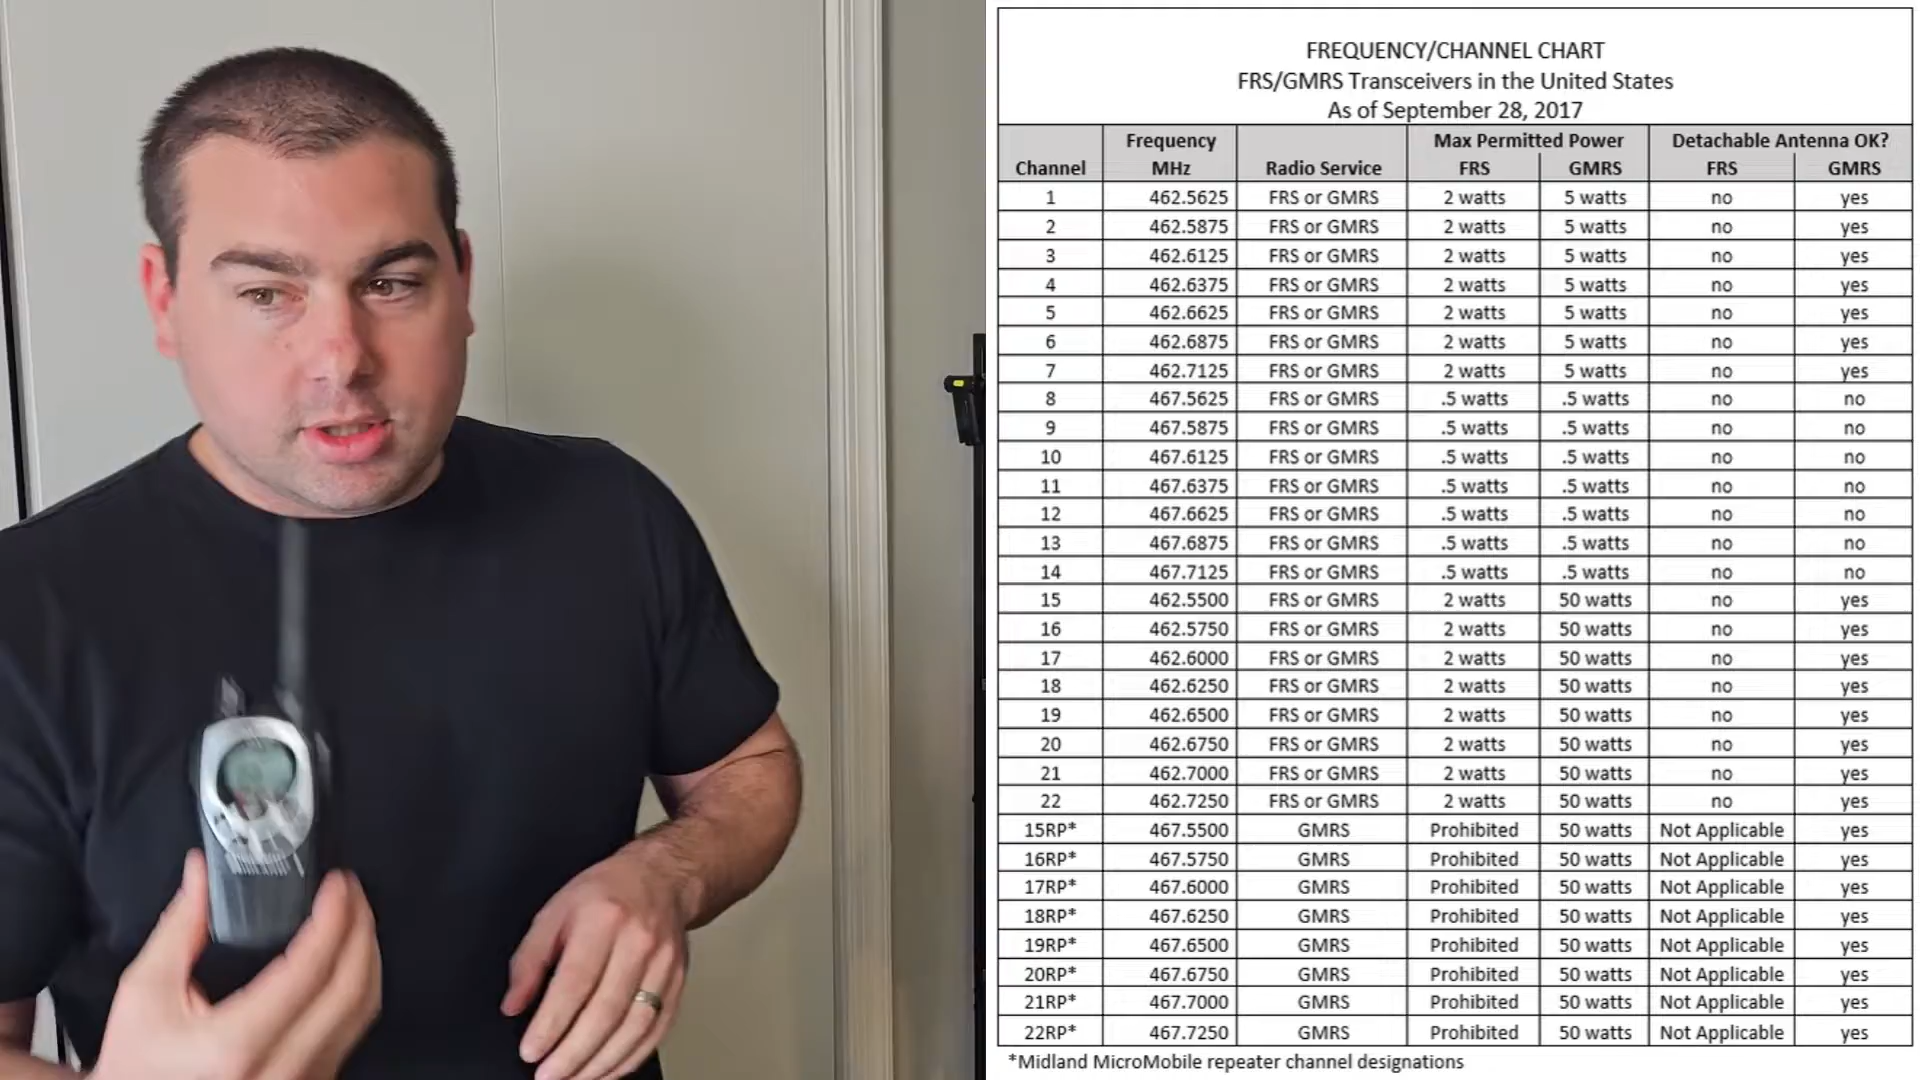 FREQUENCY/CHANNEL CHART
FRS/GMRS Transceivers in the United States
As of September 28, 2017
Channel Frequency MHz Radio Service Max Permitted Power FRS GMRS Detachable Antenna OK? FRS GMRS
1 462.5625 FRS or GMRS 2 watts 5 watts no yes
2 462.5875 FRS or GMRS 2 watts 5 watts no yes
3 462.6125 FRS or GMRS 2 watts 5 watts no yes
4 462.6375 FRS or GMRS 2 watts 5 watts no yes
5 462.6625 FRS or GMRS 2 watts 5 watts no yes
6 462.6875 FRS or GMRS 2 watts 5 watts no yes
7 462.7125 FRS or GMRS 2 watts 5 watts no yes
8 467.5625 FRS or GMRS .5 watts .5 watts no no
9 467.5875 FRS or GMRS .5 watts .5 watts no no
10 467.6125 FRS or GMRS .5 watts .5 watts no no
11 467.6375 FRS or GMRS .5 watts .5 watts no no
12 467.6625 FRS or GMRS .5 watts .5 watts no no
13 467.6875 FRS or GMRS .5 watts .5 watts no no
14 467.7125 FRS or GMRS .5 watts .5 watts no no
15 462.5500 FRS or GMRS 2 watts 50 watts no yes
16 462.5750 FRS or GMRS 2 watts 50 watts no yes
17 462.6000 FRS or GMRS 2 watts 50 watts no yes
18 462.6250 FRS or GMRS 2 watts 50 watts no yes
19 462.6500 FRS or GMRS 2 watts 50 watts no yes
20 462.6750 FRS or GMRS 2 watts 50 watts no yes
21 462.7000 FRS or GMRS 2 watts 50 watts no yes
22 462.7250 FRS or GMRS 2 watts 50 watts no yes
15RP* 467.5500 GMRS Prohibited 50 watts Not Applicable yes
16RP* 467.5750 GMRS Prohibited 50 watts Not Applicable yes
17RP* 467.6000 GMRS Prohibited 50 watts Not Applicable yes
18RP* 467.6250 GMRS Prohibited 50 watts Not Applicable yes
19RP* 467.6500 GMRS Prohibited 50 watts Not Applicable yes
20RP* 467.6750 GMRS Prohibited 50 watts Not Applicable yes
21RP* 467.7000 GMRS Prohibited 50 watts Not Applicable yes
22RP* 467.7250 GMRS Prohibited 50 watts Not Applicable yes
*Midland MicroMobile repeater channel designations